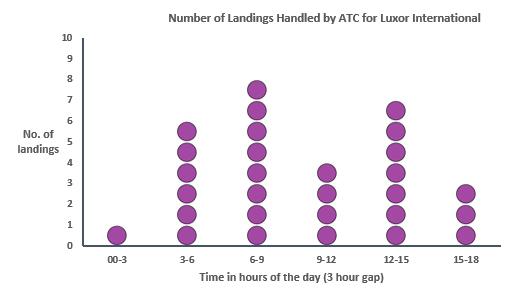 Number of Landings Handled by ATC for Luxor International
10
9
8
7
6
5
4
3
2
1
0
No. of
landings
00-3 3-6 6-9 9-12 12-15 15-18
Time in hours of the day (3 hour gap)